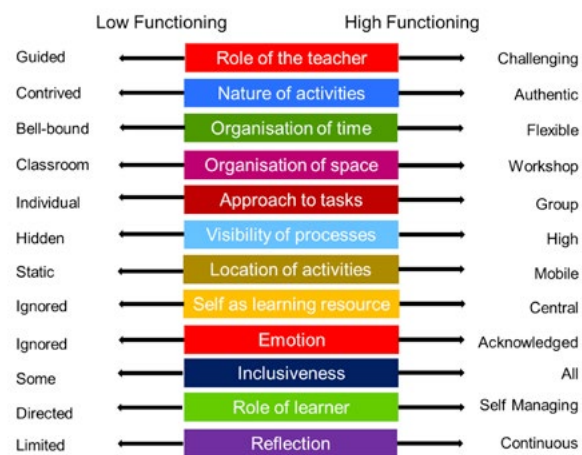 Low Functioning High Functioning
Guided Role of the teacher Challenging
Contrived Nature of activities Authentic
Bell-bound Organisation of time Flexible
Classroom Organisation of space Workshop
Individual Approach to tasks Group
Hidden Visibility of processes High
Static Location of activities Mobile
Ignored Self as learning resource Central
Ignored Emotion Acknowledged
Some Inclusiveness All
Directed Role of learner Self Managing
Limited Reflection Continuous